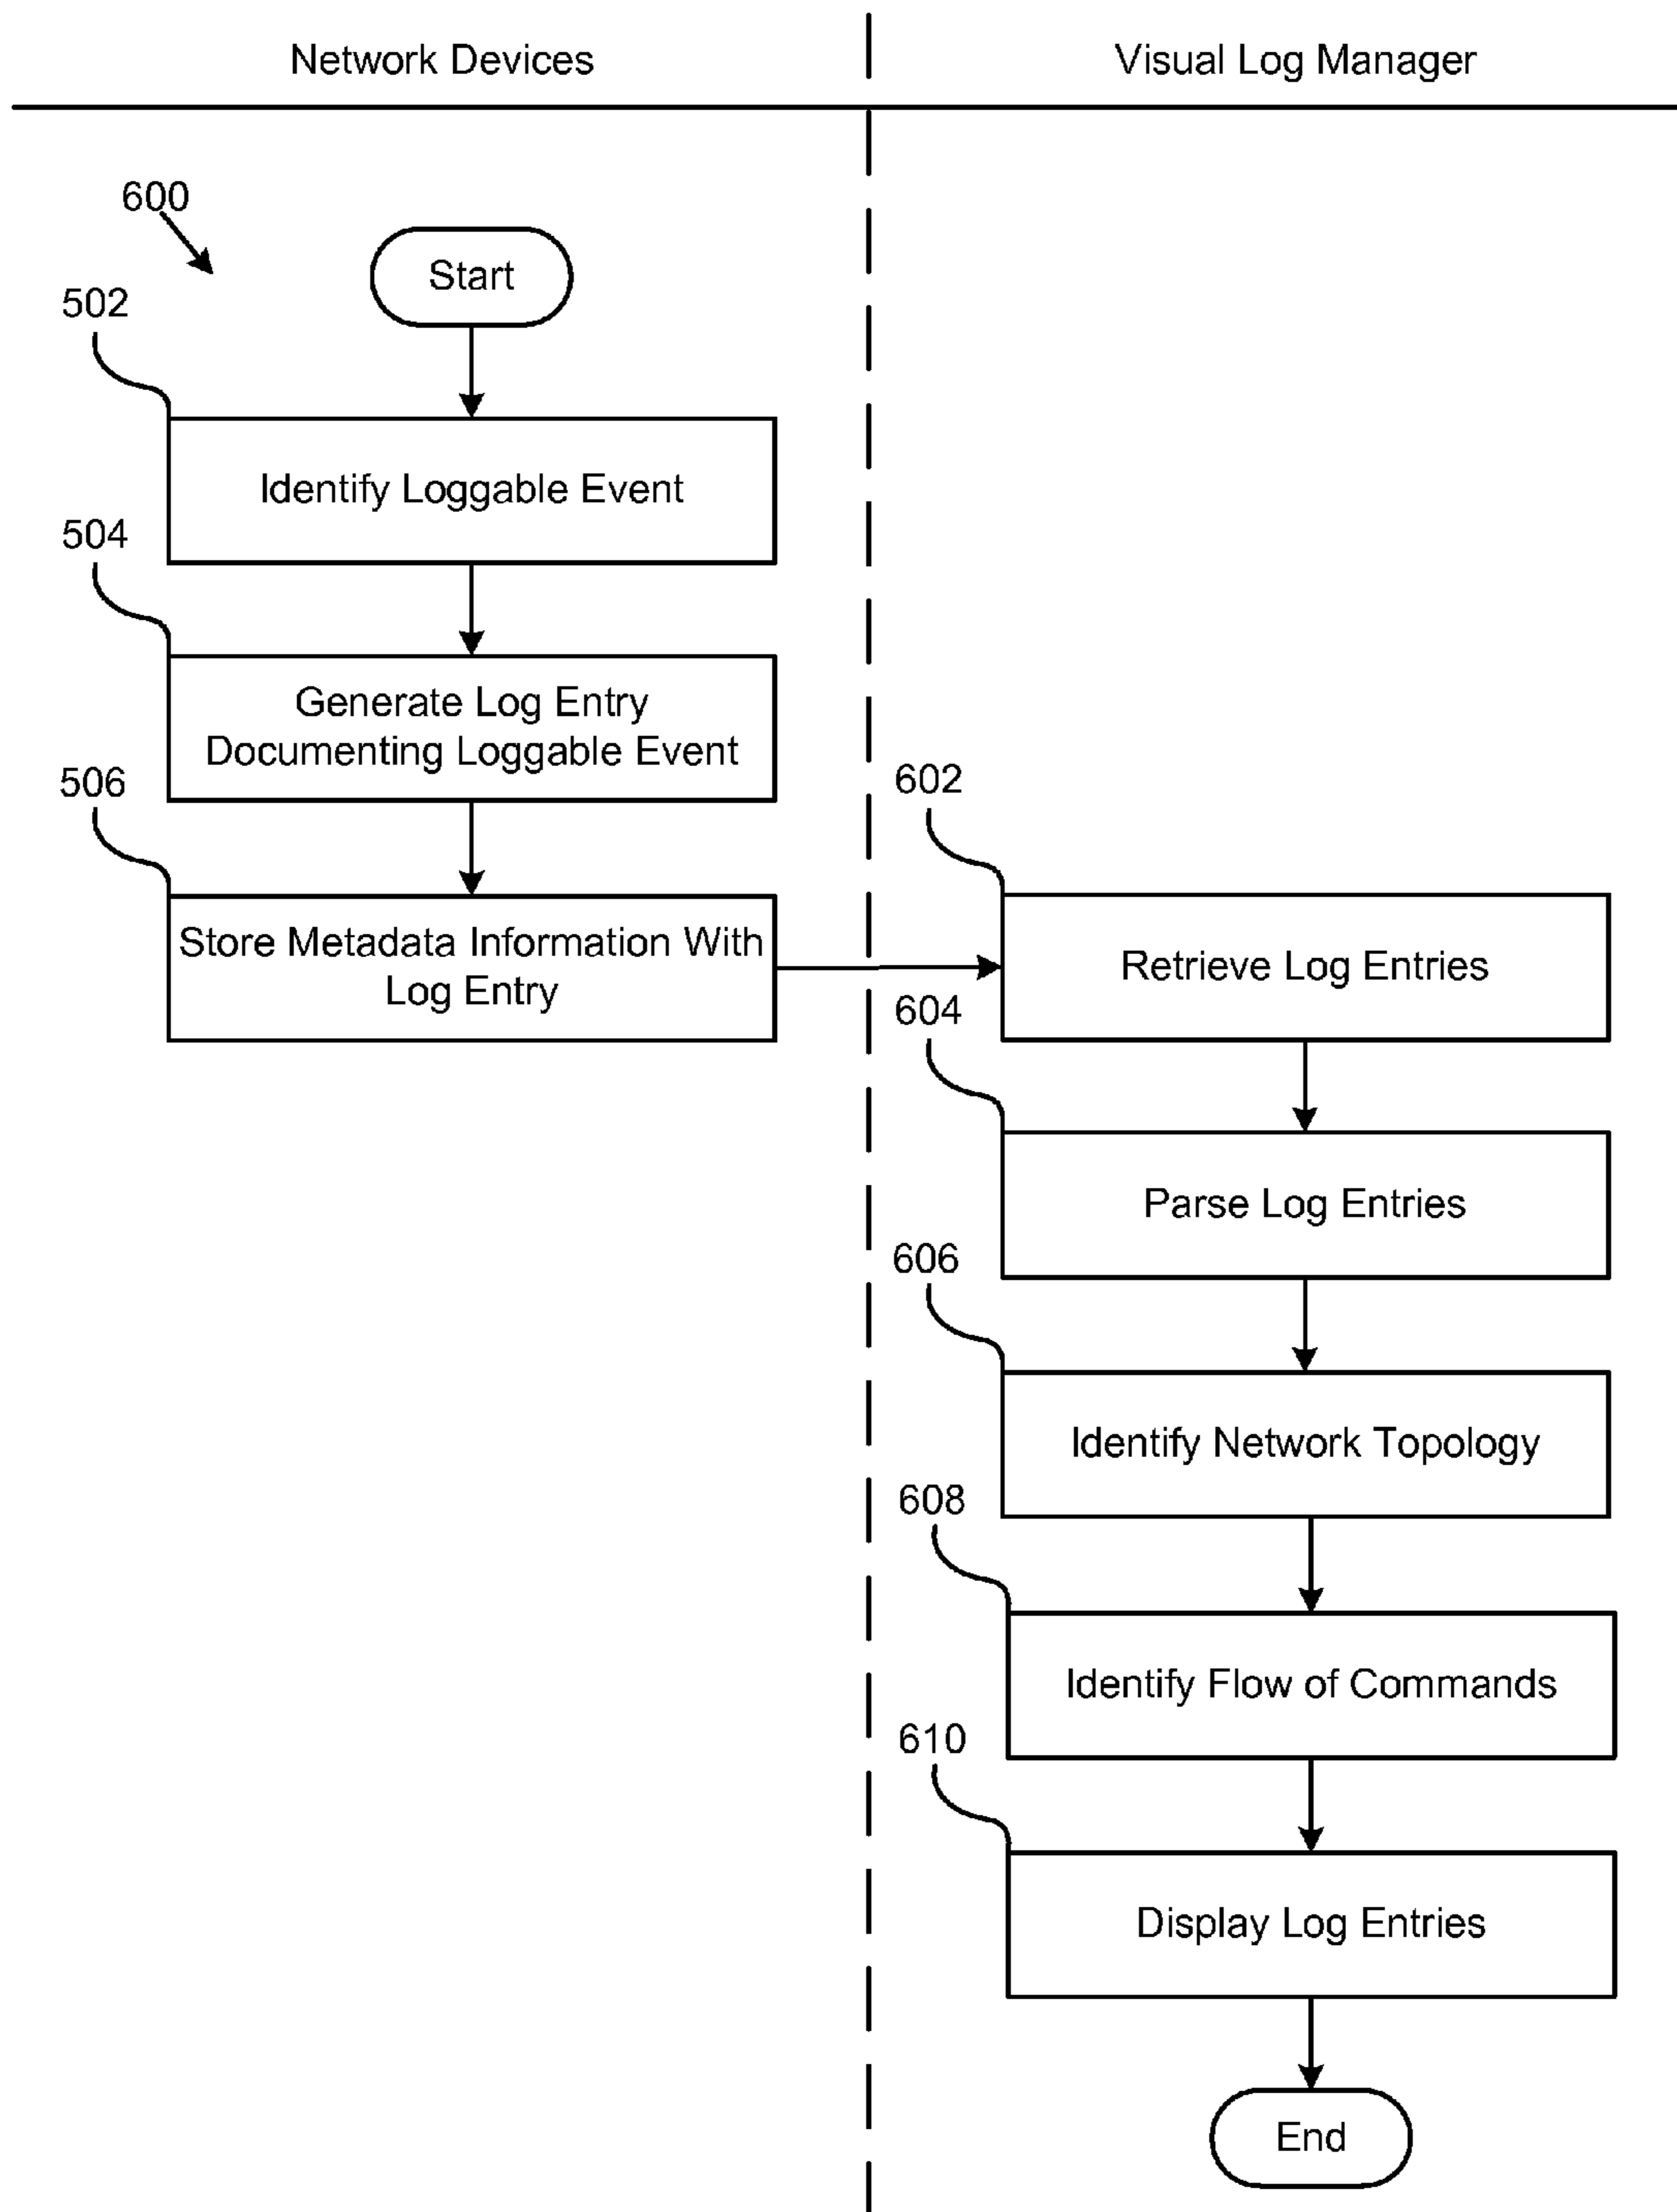 Network Devices
Visual Log Manager
600
Start
502
Identify Loggable Event
504
Generate Log Entry
Documenting Loggable Event
506
Store Metadata Information With
Log Entry
602
Retrieve Log Entries
604
Parse Log Entries
606
Identify Network Topology
608
Identify Flow of Commands
610
Display Log Entries
End